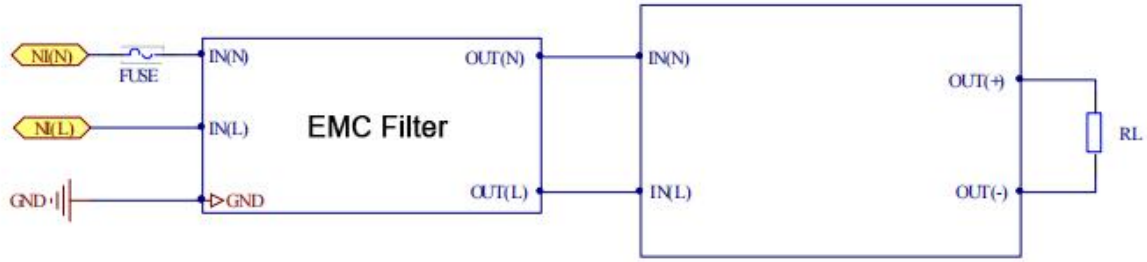 NI(N)
FUSE
IN(N)
OUT(N)
IN(N)
OUT(+)
NI(L)
IN(L)
EMC Filter
RL
GND
GND
OUT(L)
IN(L)
OUT(-)